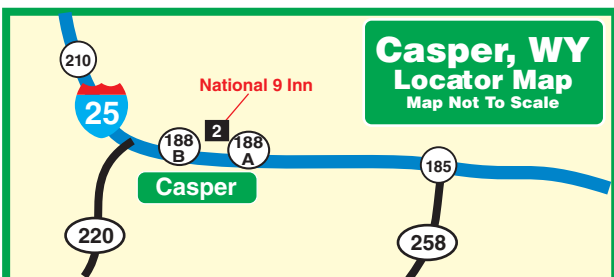 Casper, WY
Locator Map
Map Not To Scale
210
National 9 Inn
25
2
188
B
188
A
185
Casper
220
258